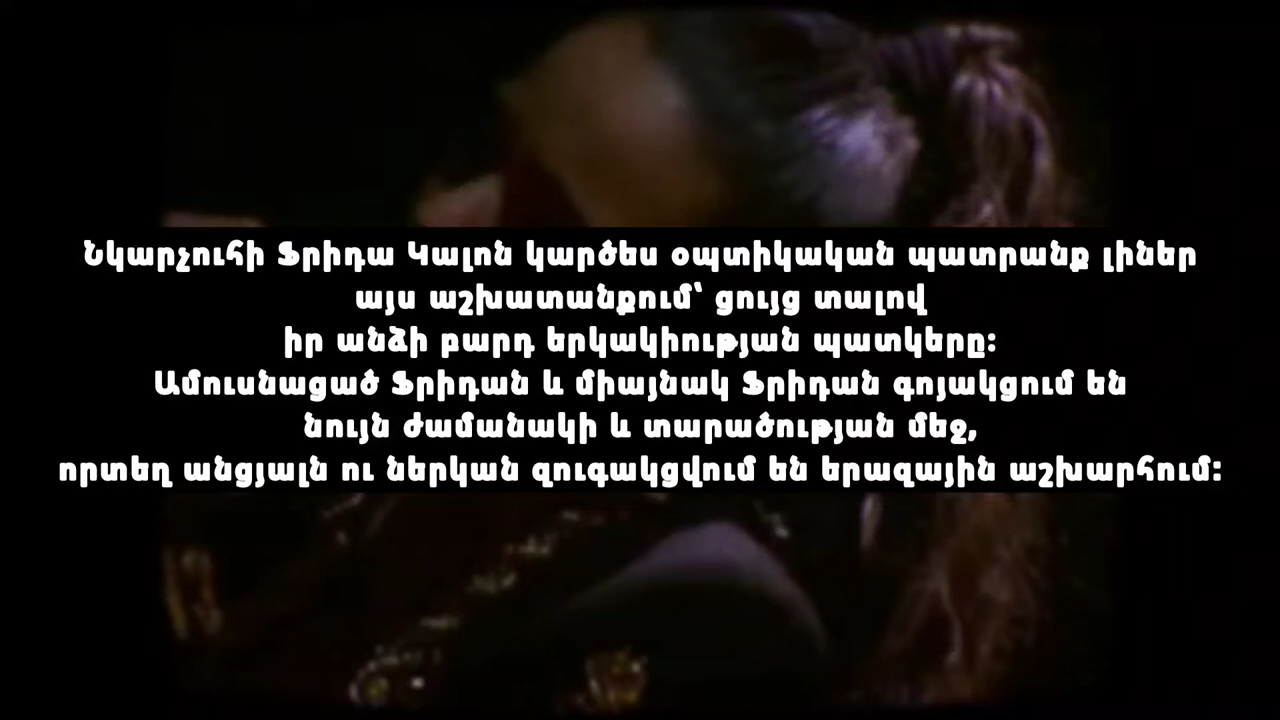 Նկարչուհի Ֆրիդա Կալոն կարծես օպտիկական պատրանք լիներ
այս աշխատանքում՝ ցույց տալով
իր անձի բարդ երկակիության պատկերը։
Ամուսնացած Ֆրիդան և միայնակ Ֆրիդան գոյակցում են
նույն ժամանակի և տարածության մեջ,
որտեղ անցյալն ու ներկան զուգակցվում են երազային աշխարհում։